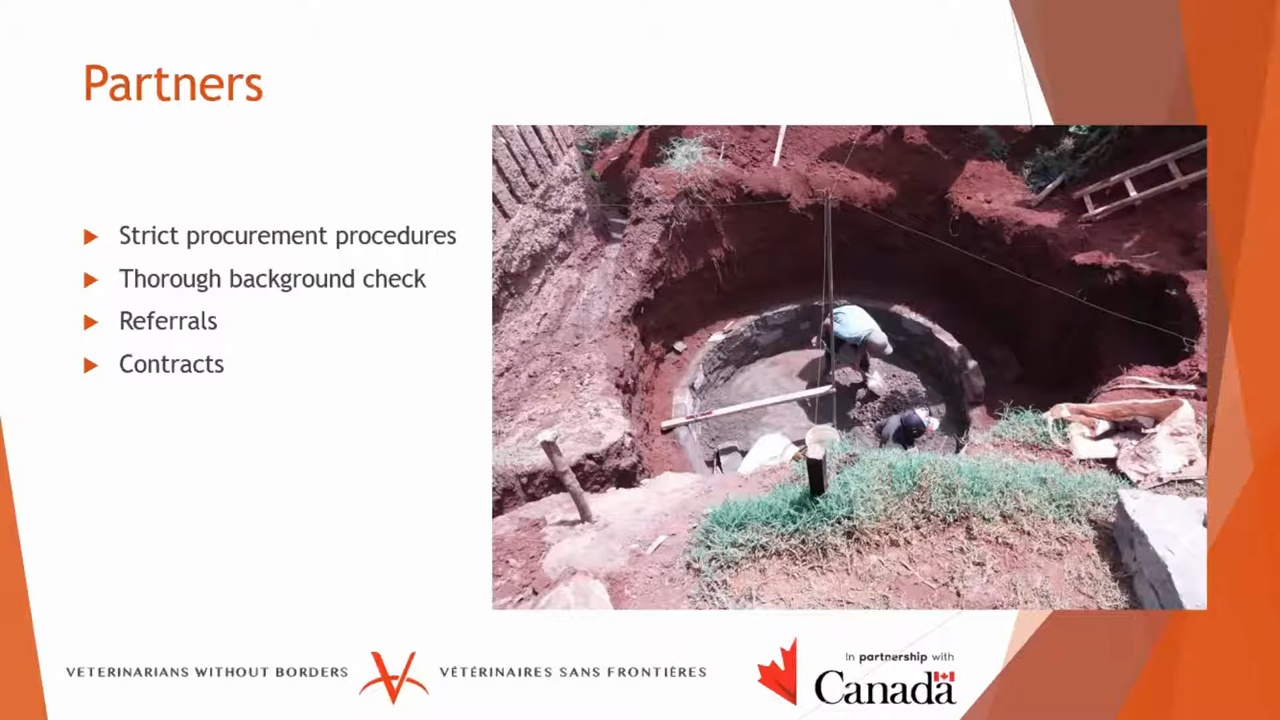 Partners
Strict procurement procedures
Thorough background check
Referrals
Contracts
VETERINARIANS WITHOUT BORDERS
VÉTÉRINAIRES SANS FRONTIÈRES
In partnership with
Canada